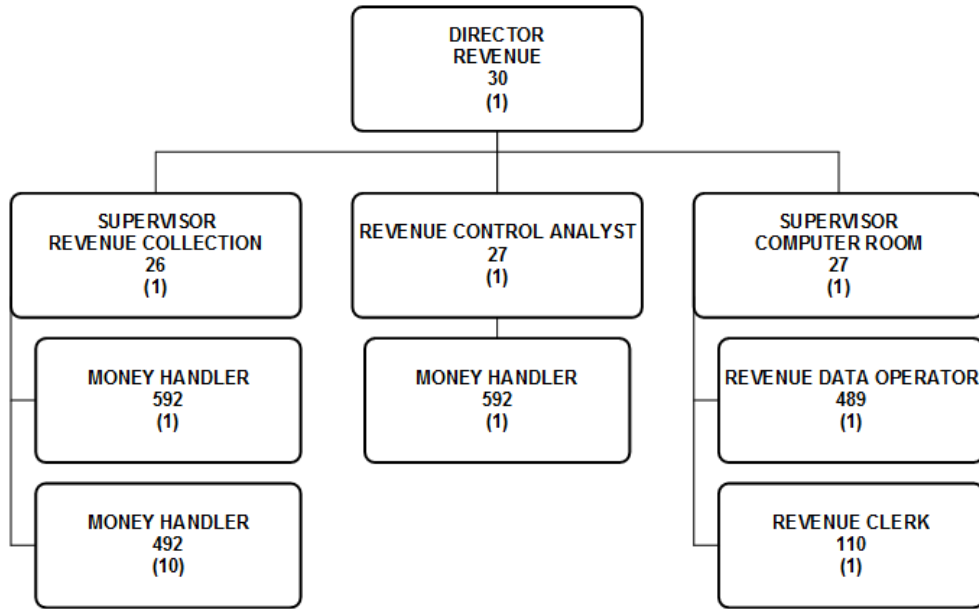 DIRECTOR
REVENUE
30
(1)
SUPERVISOR
REVENUE COLLECTION
26
(1)
REVENUE CONTROL ANALYST
27
(1)
SUPERVISOR
COMPUTER ROOM
27
(1)
MONEY HANDLER
592
(1)
MONEY HANDLER
592
(1)
REVENUE DATA OPERATOR
489
(1)
MONEY HANDLER
492
(10)
REVENUE CLERK
110
(1)